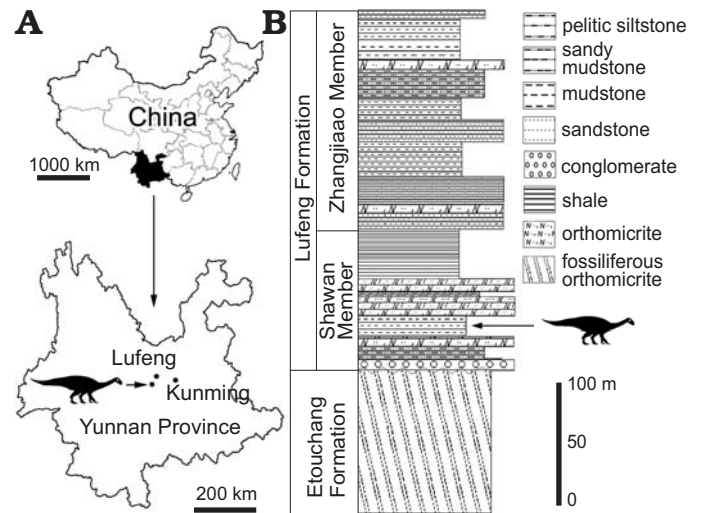 A
China
1000 km
Lufeng
Kunming
Yunnan Province
200 km
B
Lufeng Formation
Zhangjiaao Member
Shawan
Member
Etouchang
Formation
pelitic siltstone
sandy
mudstone
mudstone
sandstone
conglomerate
shale
orthomicrite
fossiliferous
orthomicrite
100 m
50
0